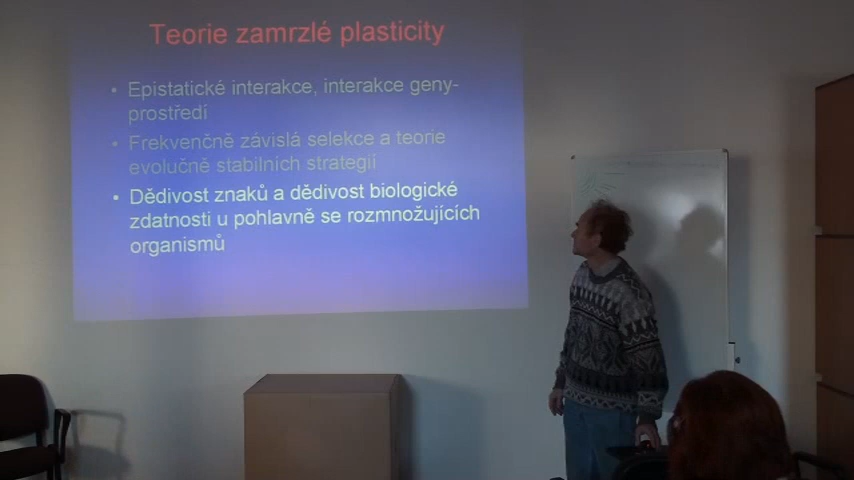 Teorie zamrzlé plasticity
• Epistatické interakce, interakce geny-
prostředí
• Frekvenčně závislá selekce a teorie
evolučně stabilních strategií
• Dědivost znaků a dědivost biologické
zdatnosti u pohlavně se rozmnožujících
organismů